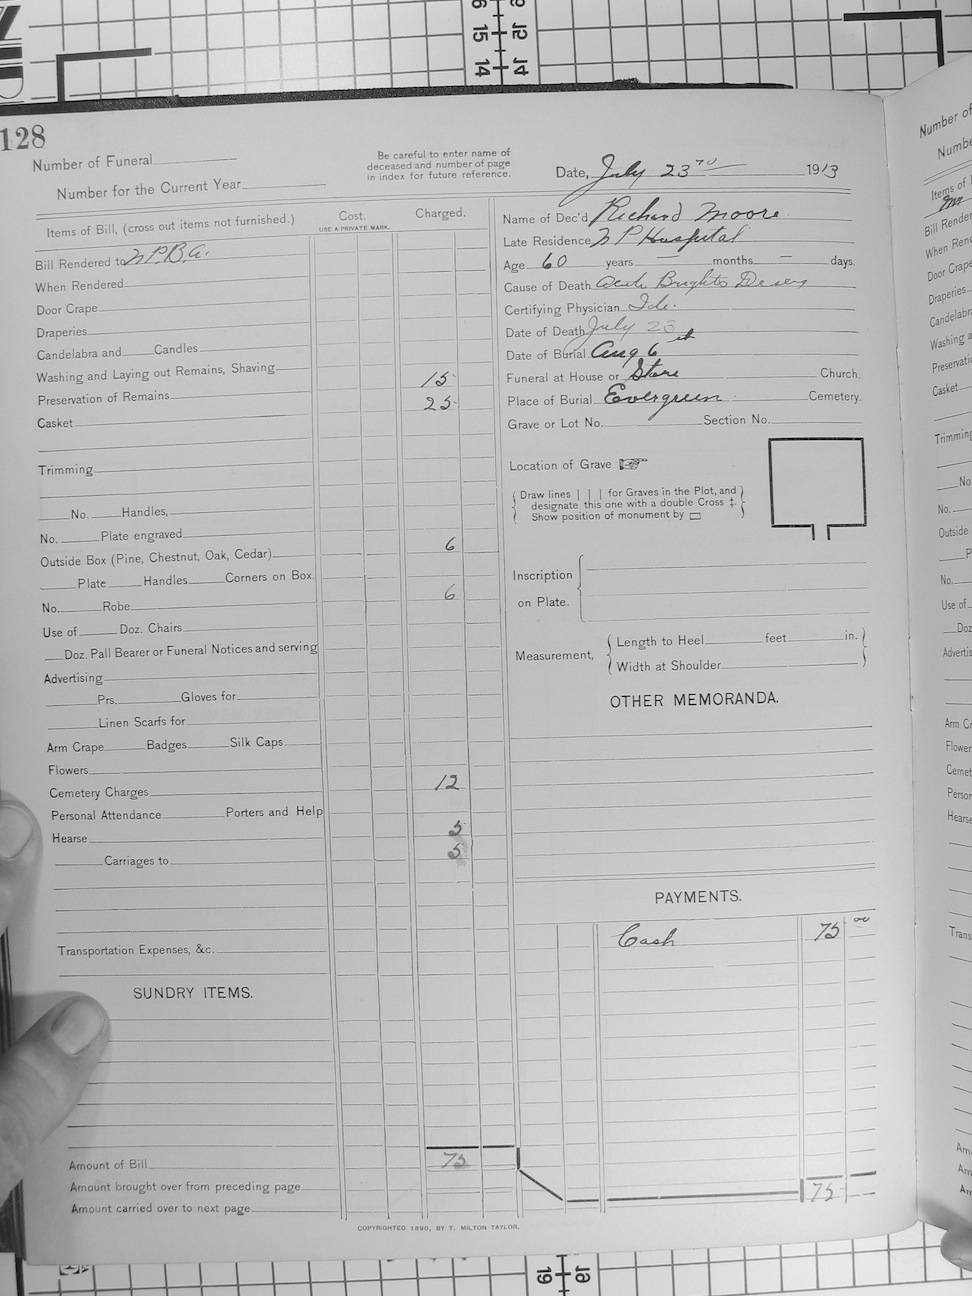 128
Number of Funeral
Number for the Current Year
Be careful to enter name of
deceased and number of page
in index for future reference.
Date, July 23 1913
Items of Bill, (cross out items not furnished.)
Cost.
USE A PRIVATE MARK.
Charged.
Bill Rendered to N.P.B.A.
When Rendered
Door Crape
Draperies
Candelabra and Candles
Washing and Laying out Remains, Shaving 15
Preservation of Remains 25
Casket
Trimming
No. Handles,
No. Plate engraved
Outside Box (Pine, Chestnut, Oak, Cedar) 6
Plate Handles Corners on Box.
No. Robe 6
Use of Doz. Chairs
Doz. Pall Bearer or Funeral Notices and serving
Advertising
Prs. Gloves for
Linen Scarfs for
Arm Crape Badges Silk Caps
Flowers
Cemetery Charges 12
Personal Attendance Porters and Help
Hearse 5
Carriages to 5
Transportation Expenses, &c.
SUNDRY ITEMS.
Amount of Bill 75
Amount brought over from preceding page
Amount carried over to next page
Name of Dec'd Richard Moore
Late Residence N P Hospital
Age 60 years — months — days.
Cause of Death Acute Brights
Certifying Physician
Date of Death July 23
Date of Burial Aug 6th
Funeral at House or Store Church.
Place of Burial Evergreen Cemetery.
Grave or Lot No. Section No.
Location of Grave
Draw lines | | | for Graves in the Plot, and
designate this one with a double Cross ‡.
Show position of monument by ▭
Inscription
on Plate.
Measurement,
Length to Heel feet in.
Width at Shoulder
OTHER MEMORANDA.
PAYMENTS.
Cash 75 00
75
COPYRIGHTED 1890, BY T. MILTON TAYLOR.